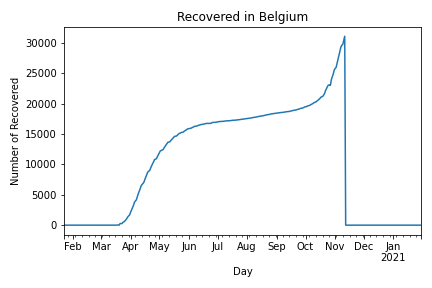 Recovered in Belgium
Number of Recovered
30000
25000
20000
15000
10000
5000
0
Feb Mar Apr May Jun Jul Aug Sep Oct Nov Dec Jan
2021
Day